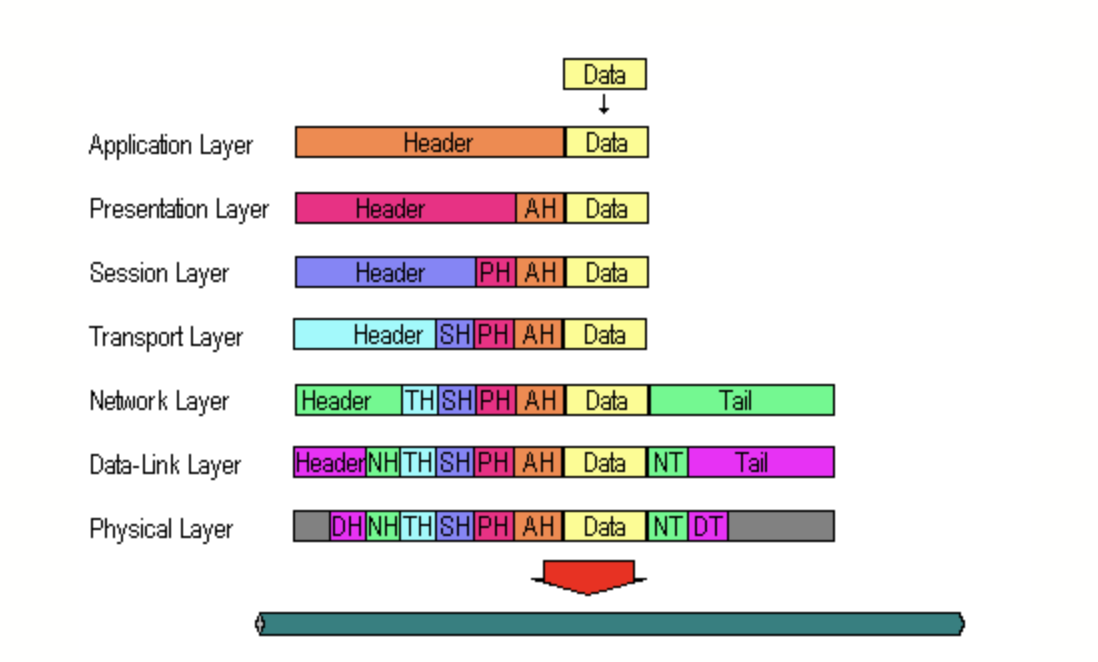 Data
Application Layer Header Data
Presentation Layer Header AH Data
Session Layer Header PH AH Data
Transport Layer Header SH PH AH Data
Network Layer Header TH SH PH AH Data Tail
Data-Link Layer Header NH TH SH PH AH Data NT Tail
Physical Layer DH NH TH SH PH AH Data NT DT